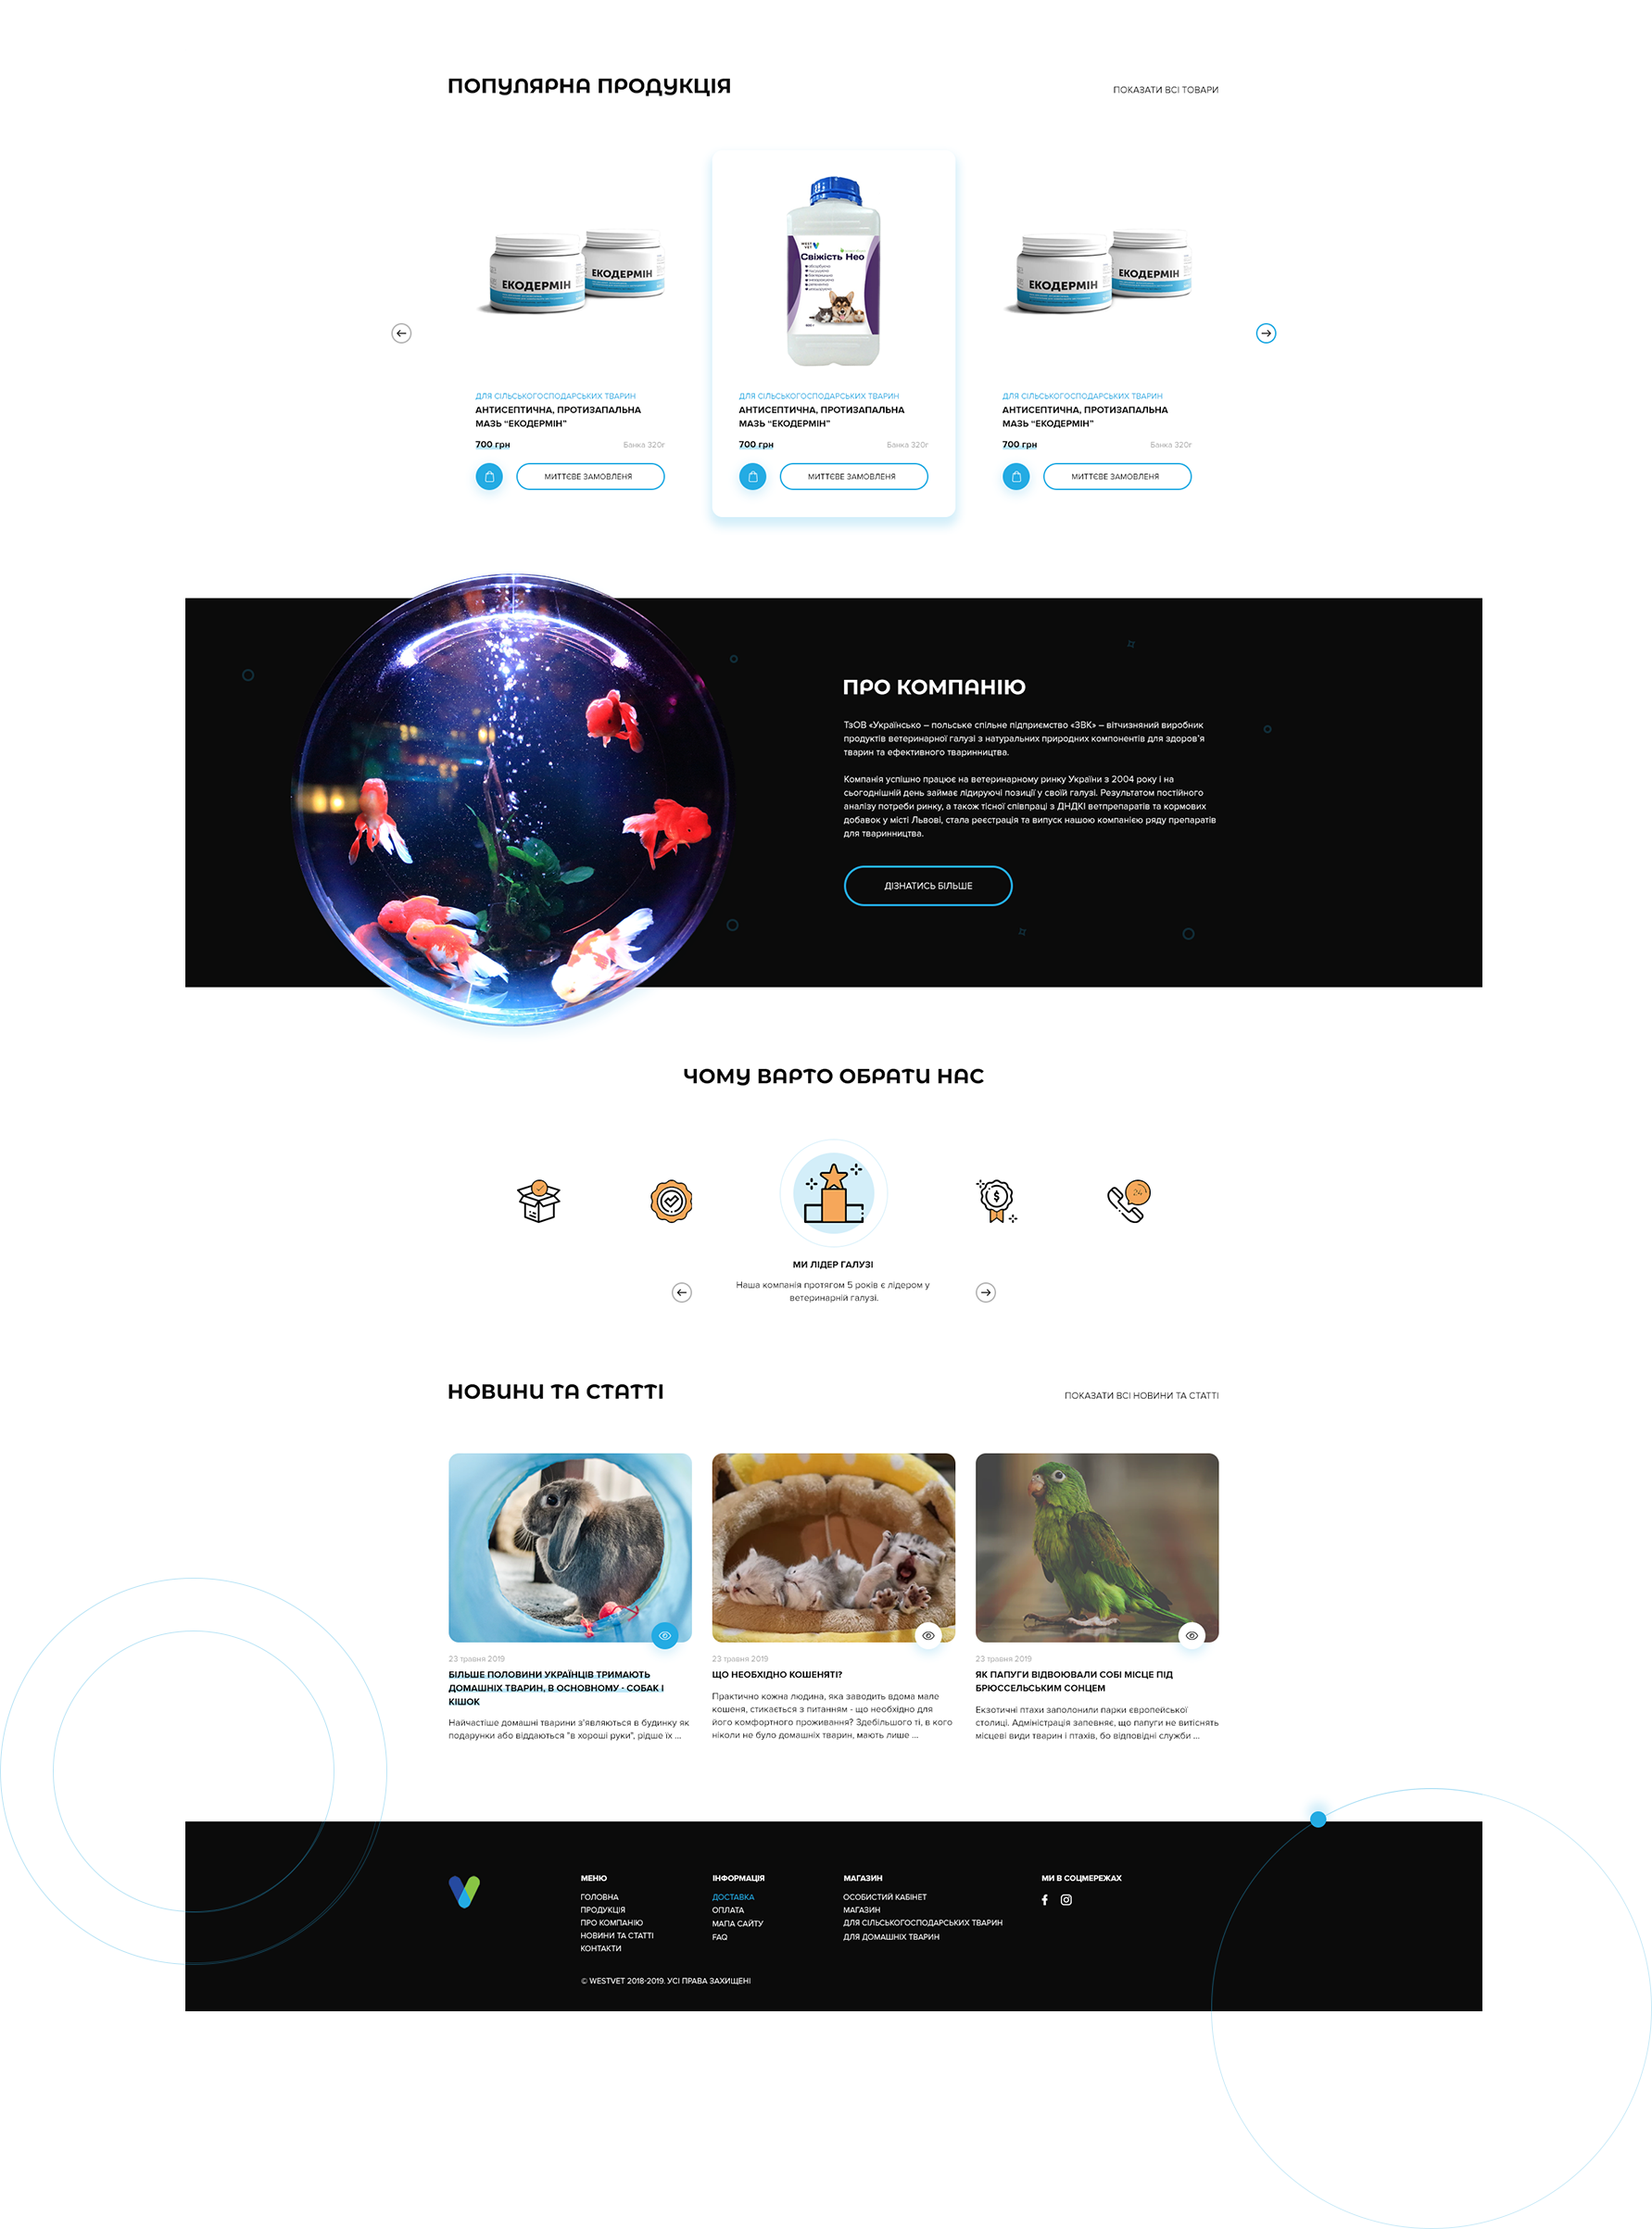 ПОПУЛЯРНА ПРОДУКЦІЯ
ПОКАЗАТИ ВСІ ТОВАРИ
ЕКОДЕРМІН
ЕКОДЕРМІН
WEST VET
Свіжість Нео
ЕКОДЕРМІН
ЕКОДЕРМІН
ДЛЯ СІЛЬСЬКОГОСПОДАРСЬКИХ ТВАРИН
АНТИСЕПТИЧНА, ПРОТИЗАПАЛЬНА
МАЗЬ “ЕКОДЕРМІН”
700 грн
Банка 320г
МИТТЄВЕ ЗАМОВЛЕНЯ
ДЛЯ СІЛЬСЬКОГОСПОДАРСЬКИХ ТВАРИН
АНТИСЕПТИЧНА, ПРОТИЗАПАЛЬНА
МАЗЬ “ЕКОДЕРМІН”
700 грн
Банка 320г
МИТТЄВЕ ЗАМОВЛЕНЯ
ДЛЯ СІЛЬСЬКОГОСПОДАРСЬКИХ ТВАРИН
АНТИСЕПТИЧНА, ПРОТИЗАПАЛЬНА
МАЗЬ “ЕКОДЕРМІН”
700 грн
Банка 320г
МИТТЄВЕ ЗАМОВЛЕНЯ
ПРО КОМПАНІЮ
ТзОВ «Українсько – польське спільне підприємство «ЗВК» – вітчизняний виробник
продуктів ветеринарної галузі з натуральних природних компонентів для здоров’я
тварин та ефективного тваринництва.
Компанія успішно працює на ветеринарному ринку України з 2004 року і на
сьогоднішній день займає лідируючі позиції у своїй галузі. Результатом постійного
аналізу потреби ринку, а також тісної співпраці з ДНДКІ ветпрепаратів та кормових
добавок у місті Львові, стала реєстрація та випуск нашою компанією ряду препаратів
для тваринництва.
ДІЗНАТИСЬ БІЛЬШЕ
ЧОМУ ВАРТО ОБРАТИ НАС
24
МИ ЛІДЕР ГАЛУЗІ
Наша компанія протягом 5 років є лідером у
ветеринарній галузі.
НОВИНИ ТА СТАТТІ
ПОКАЗАТИ ВСІ НОВИНИ ТА СТАТТІ
23 травня 2019
БІЛЬШЕ ПОЛОВИНИ УКРАЇНЦІВ ТРИМАЮТЬ
ДОМАШНІХ ТВАРИН, В ОСНОВНОМУ - СОБАК І
КІШОК
Найчастіше домашні тварини з'являються в будинку як
подарунки або віддаються "в хороші руки", рідше їх ...
23 травня 2019
ЩО НЕОБХІДНО КОШЕНЯТІ?
Практично кожна людина, яка заводить вдома мале
кошеня, стикається з питанням - що необхідно для
його комфортного проживання? Здебільшого ті, в кого
ніколи не було домашніх тварин, мають лише ...
23 травня 2019
ЯК ПАПУГИ ВІДВОЮВАЛИ СОБІ МІСЦЕ ПІД
БРЮССЕЛЬСЬКИМ СОНЦЕМ
Екзотичні птахи заполонили парки європейської
столиці. Адміністрація запевняє, що папуги не витіснять
місцеві види тварин і птахів, бо відповідні служби ...
МЕНЮ
ГОЛОВНА
ПРОДУКЦІЯ
ПРО КОМПАНІЮ
НОВИНИ ТА СТАТТІ
КОНТАКТИ
ІНФОРМАЦІЯ
ДОСТАВКА
ОПЛАТА
МАПА САЙТУ
FAQ
МАГАЗИН
ОСОБИСТИЙ КАБІНЕТ
МАГАЗИН
ДЛЯ СІЛЬСЬКОГОСПОДАРСЬКИХ ТВАРИН
ДЛЯ ДОМАШНІХ ТВАРИН
МИ В СОЦМЕРЕЖАХ
© WESTVET 2018-2019. УСІ ПРАВА ЗАХИЩЕНІ